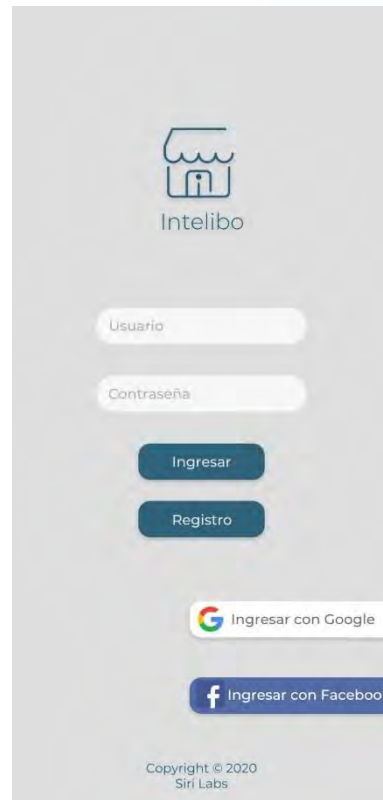 Intelibo
Usuario
Contraseña
Ingresar
Registro
Ingresar con Google
Ingresar con Faceboo
Copyright © 2020
Siri Labs